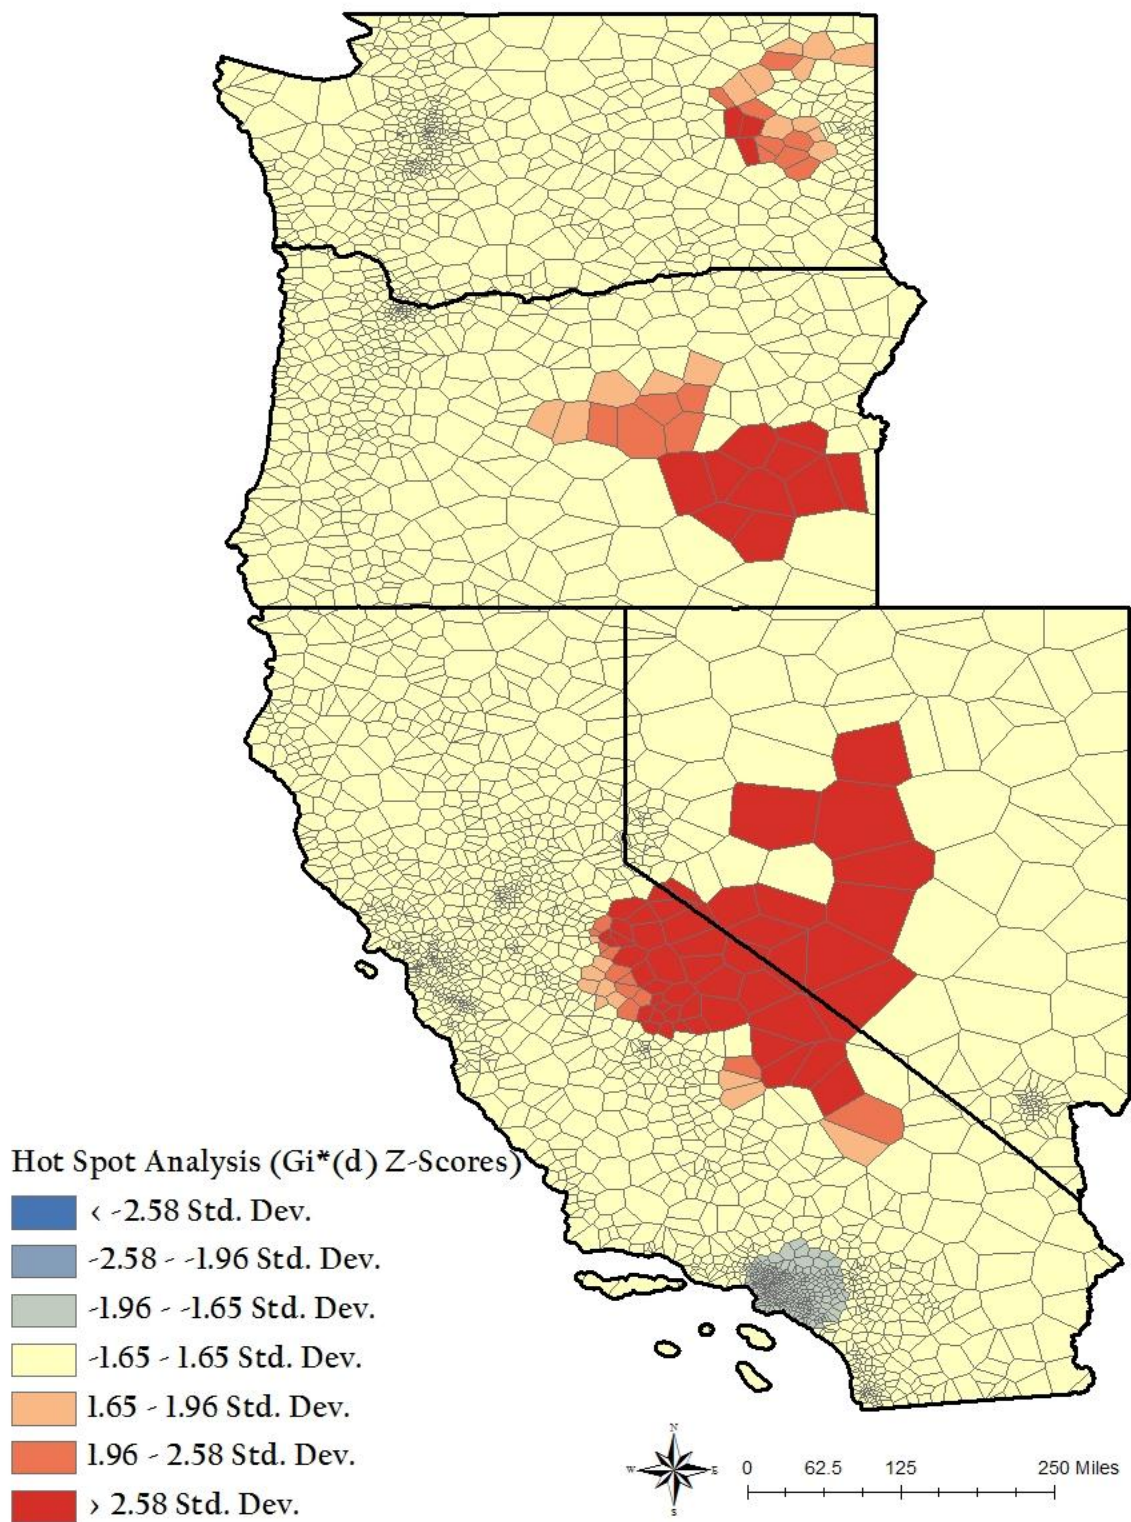 Hot Spot Analysis (Gi*(d) Z-Scores)
< -2.58 Std. Dev.
-2.58 - -1.96 Std. Dev.
-1.96 - -1.65 Std. Dev.
-1.65 - 1.65 Std. Dev.
1.65 - 1.96 Std. Dev.
1.96 - 2.58 Std. Dev.
> 2.58 Std. Dev.
N
W E
S
0 62.5 125 250 Miles